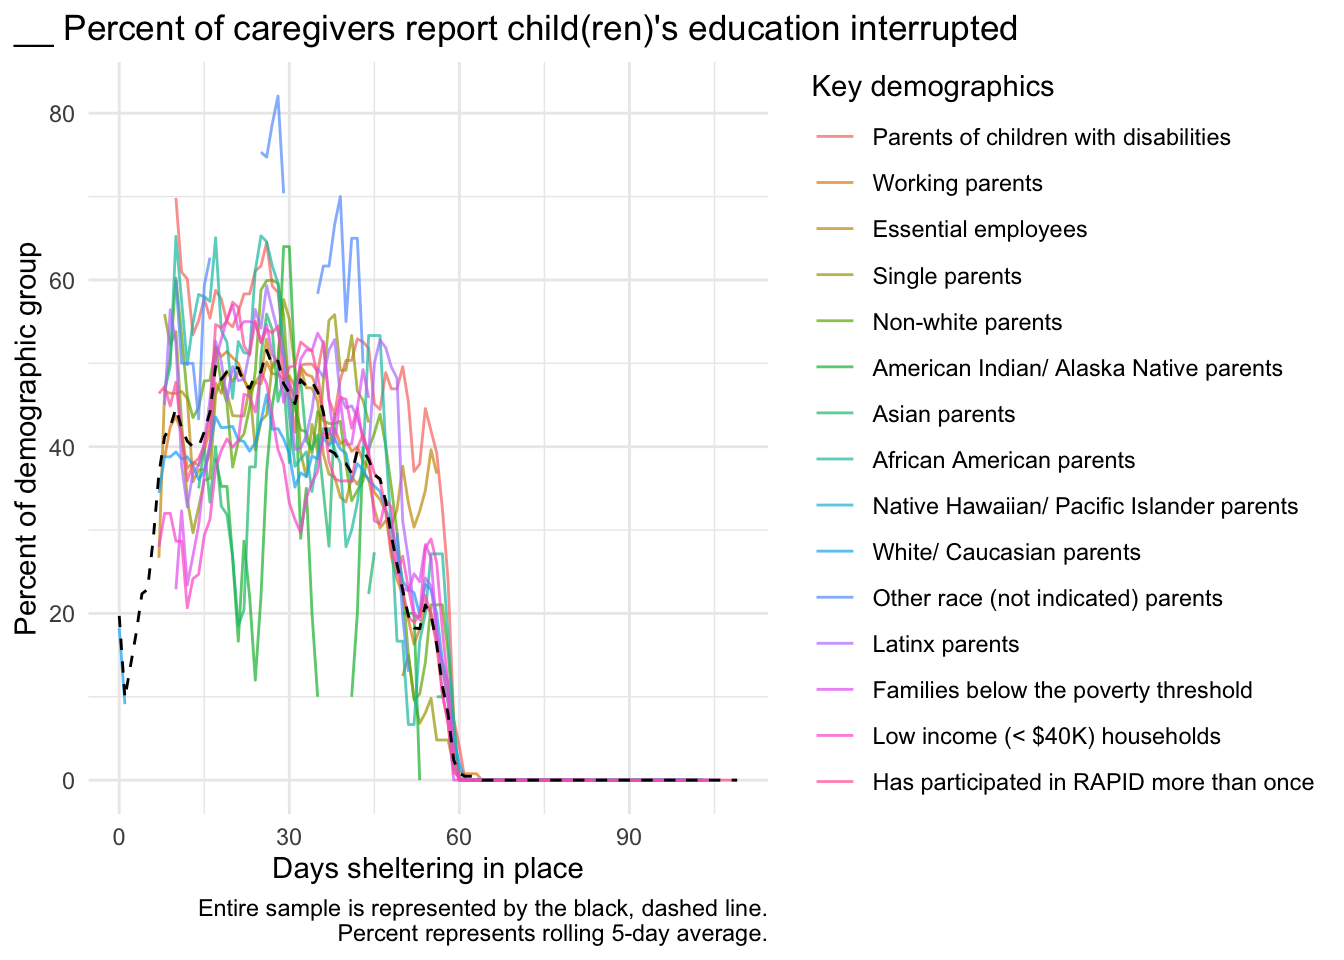 __ Percent of caregivers report child(ren)'s education interrupted
Percent of demographic group
80
60
40
20
0
0
30
60
90
Days sheltering in place
Entire sample is represented by the black, dashed line.
Percent represents rolling 5-day average.
Key demographics
Parents of children with disabilities
Working parents
Essential employees
Single parents
Non-white parents
American Indian/ Alaska Native parents
Asian parents
African American parents
Native Hawaiian/ Pacific Islander parents
White/ Caucasian parents
Other race (not indicated) parents
Latinx parents
Families below the poverty threshold
Low income (< $40K) households
Has participated in RAPID more than once